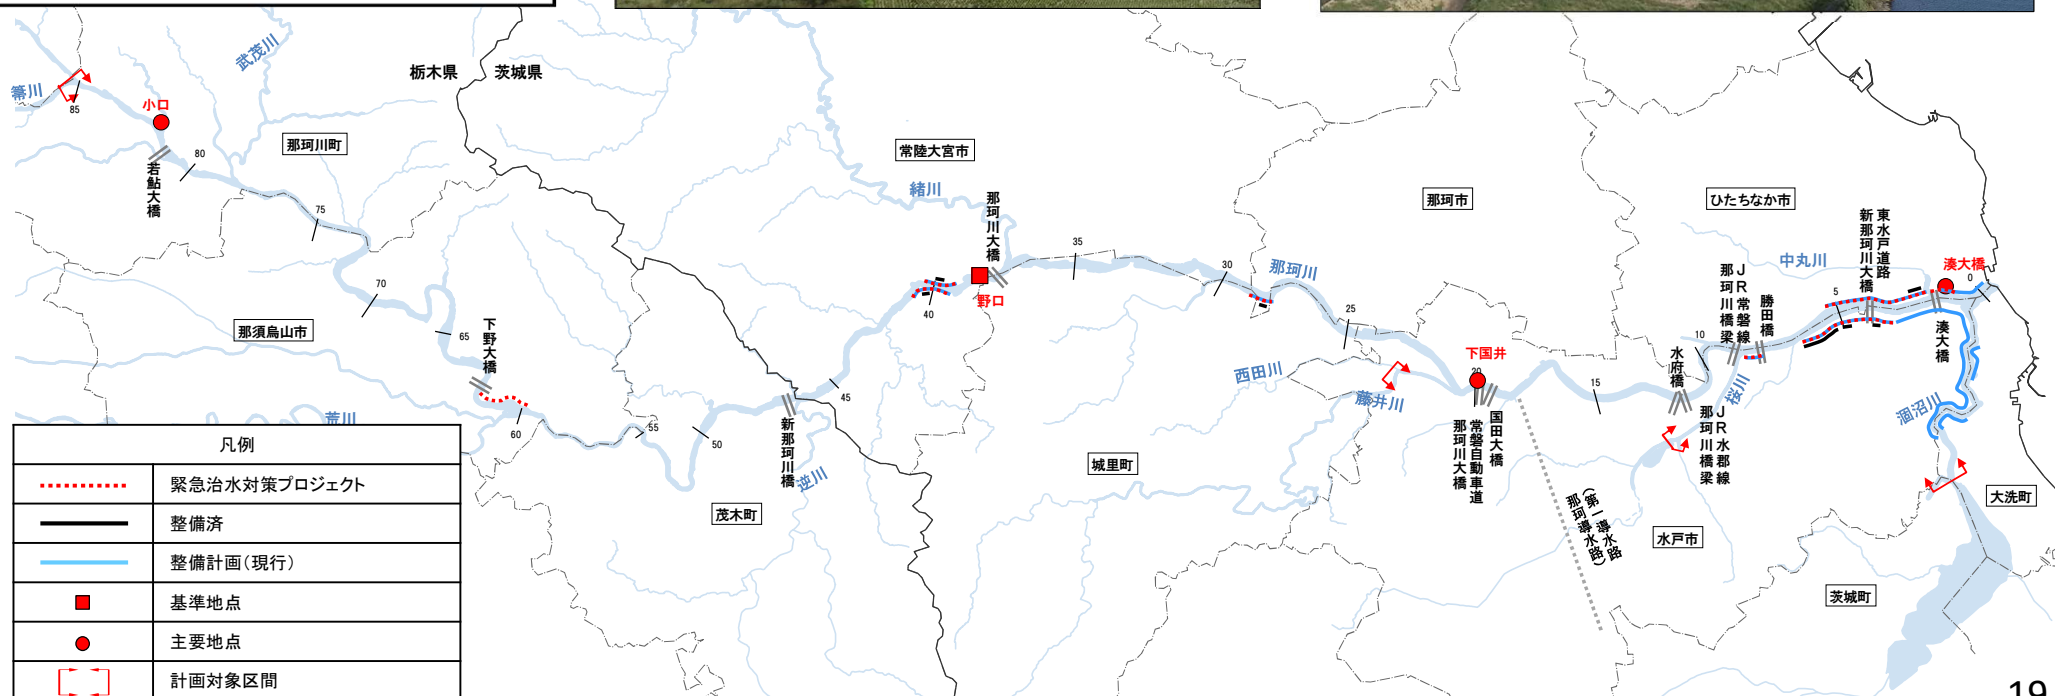 箒川
85
小口
若鮎大橋
80
武茂川
那珂川町
75
栃木県
茨城県
70
那須烏山市
65
下野大橋
60
荒川
55
50
新那珂川橋
逆川
茂木町
45
40
常陸大宮市
緒川
那珂川大橋
野口
35
30
那珂川
25
城里町
西田川
藤井川
下国井
20
常磐自動車道
那珂川大橋
国田大橋
那珂市
15
那珂導水路
(第一導水路)
水府橋
10
JR水郡線
那珂川橋梁
桜川
JR常磐線
那珂川橋梁
勝田橋
ひたちなか市
中丸川
5
東水戸道路
新那珂川大橋
湊大橋
0
湊大橋
涸沼川
大洗町
水戸市
茨城町
凡例
緊急治水対策プロジェクト
整備済
整備計画(現行)
基準地点
主要地点
計画対象区間
19